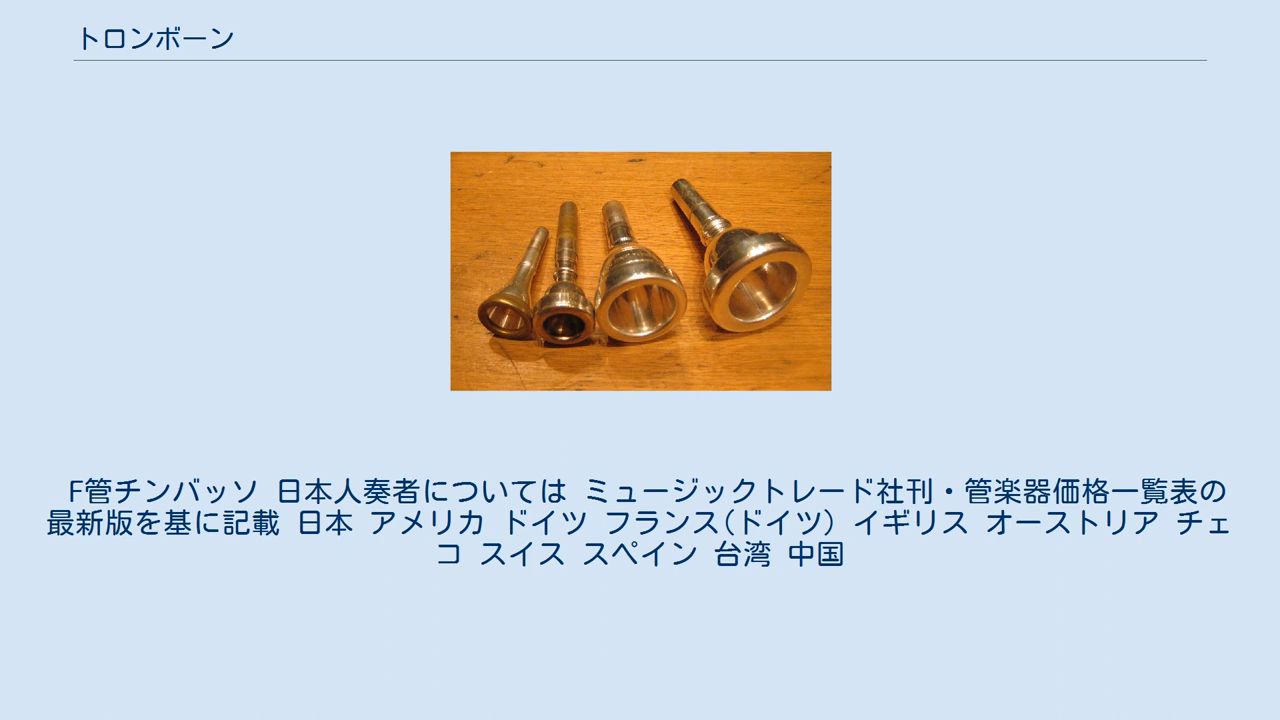 トロンボーン
F管チンバッソ 日本人奏者については ミュージックトレード社刊・管楽器価格一覧表の
最新版を基に記載 日本 アメリカ ドイツ フランス(ドイツ) イギリス オーストリア チェ
コ スイス スペイン 台湾 中国